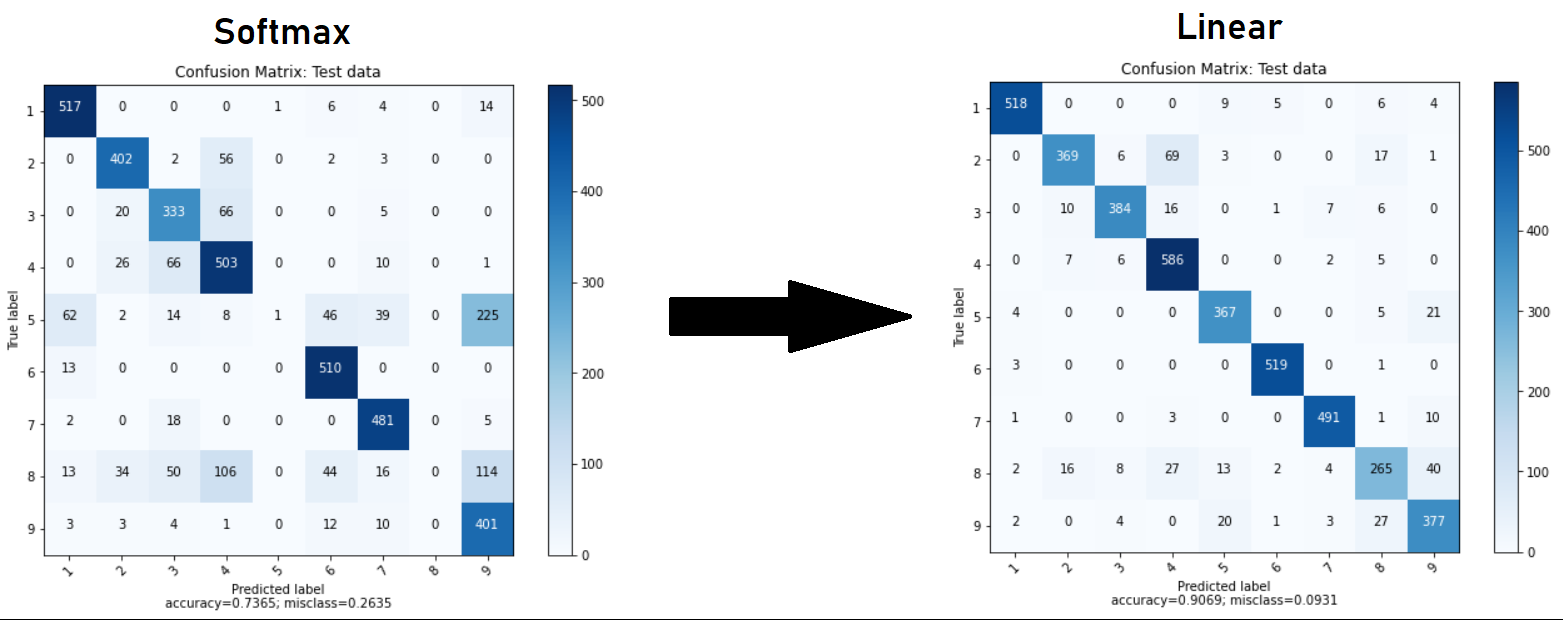 Softmax
Confusion Matrix: Test data
1 517 0 0 0 1 6 4 0 14
2 0 402 2 56 0 2 3 0 0
3 0 20 333 66 0 0 5 0 0
4 0 26 66 503 0 0 10 0 1
5 62 2 14 8 1 46 39 0 225
6 13 0 0 0 0 510 0 0 0
7 2 0 18 0 0 0 481 0 5
8 13 34 50 106 0 44 16 0 114
9 3 3 4 1 0 12 10 0 401
1 2 3 4 5 6 7 8 9
True label
Predicted label
accuracy=0.7365; misclass=0.2635
500
400
300
200
100
0
Linear
Confusion Matrix: Test data
1 518 0 0 0 9 5 0 6 4
2 0 369 6 69 3 0 0 17 1
3 0 10 384 16 0 1 7 6 0
4 0 7 6 586 0 0 2 5 0
5 4 0 0 0 367 0 0 5 21
6 3 0 0 0 0 519 0 1 0
7 1 0 0 3 0 0 491 1 10
8 2 16 8 27 13 2 4 265 40
9 2 0 4 0 20 1 3 27 377
1 2 3 4 5 6 7 8 9
True label
Predicted label
accuracy=0.9069; misclass=0.0931
500
400
300
200
100
0